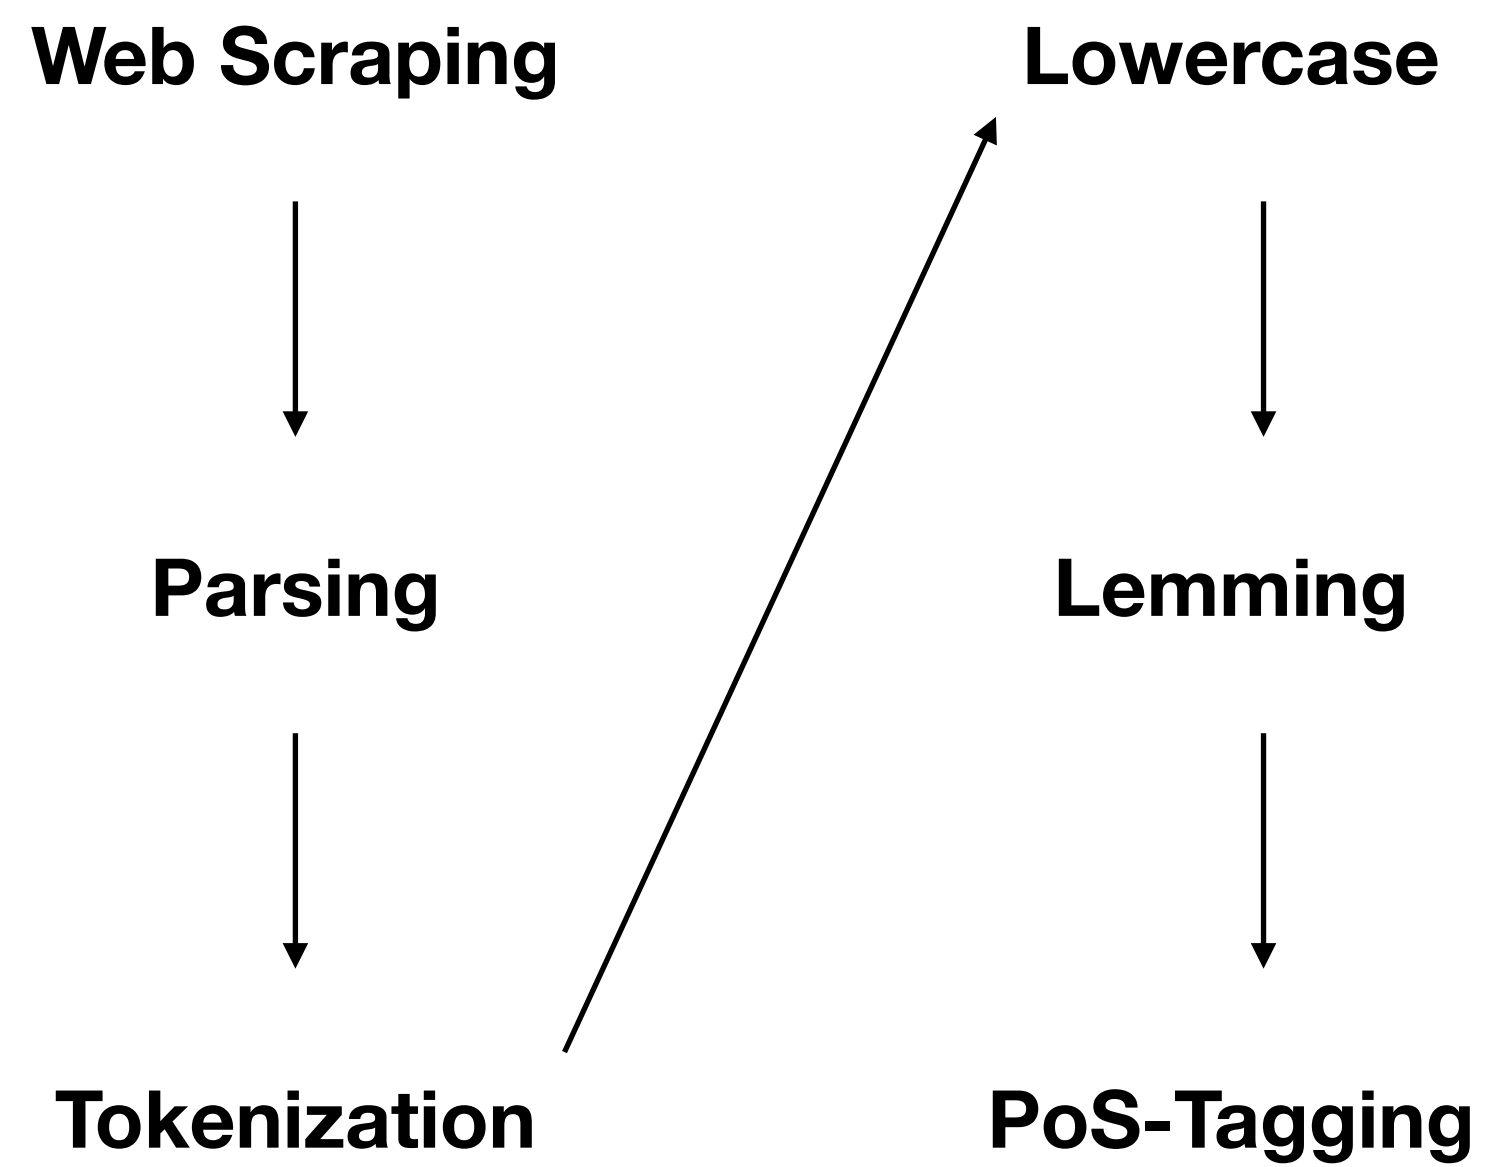 Web Scraping
Parsing
Tokenization
Lowercase
Lemming
PoS-Tagging